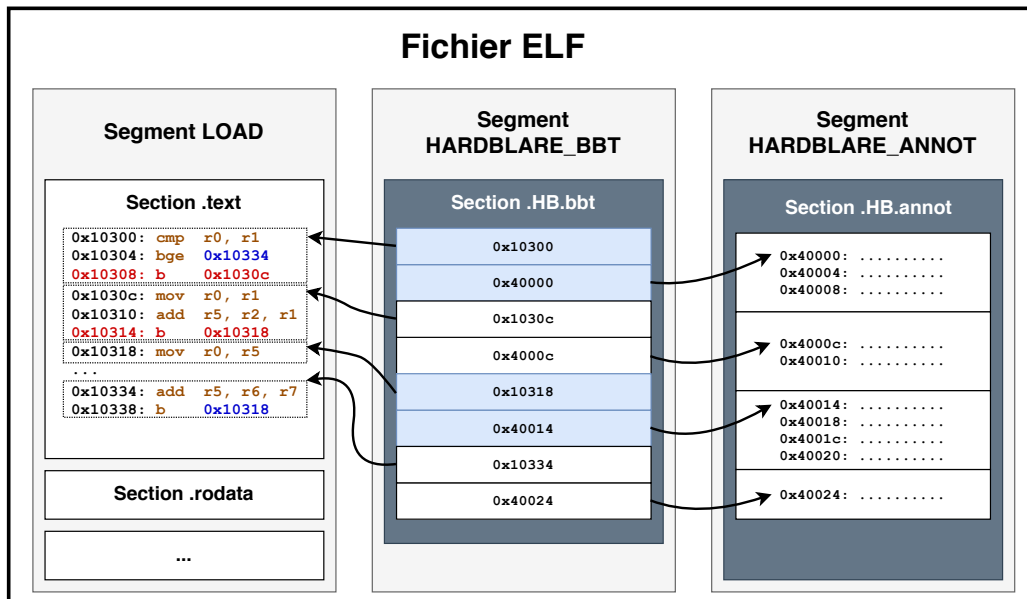 Fichier ELF
Segment LOAD
Section .text
0x10300: cmp r0, r1
0x10304: bge 0x10334
0x10308: b 0x1030c
0x1030c: mov r0, r1
0x10310: add r5, r2, r1
0x10314: b 0x10318
0x10318: mov r0, r5
...
0x10334: add r5, r6, r7
0x10338: b 0x10318
Section .rodata
...
Segment
HARDBLARE_BBT
Section .HB.bbt
0x10300
0x40000
0x1030c
0x4000c
0x10318
0x40014
0x10334
0x40024
Segment
HARDBLARE_ANNOT
Section .HB.annot
0x40000: ..........
0x40004: ..........
0x40008: ..........
0x4000c: ..........
0x40010: ..........
0x40014: ..........
0x40018: ..........
0x4001c: ..........
0x40020: ..........
0x40024: ..........